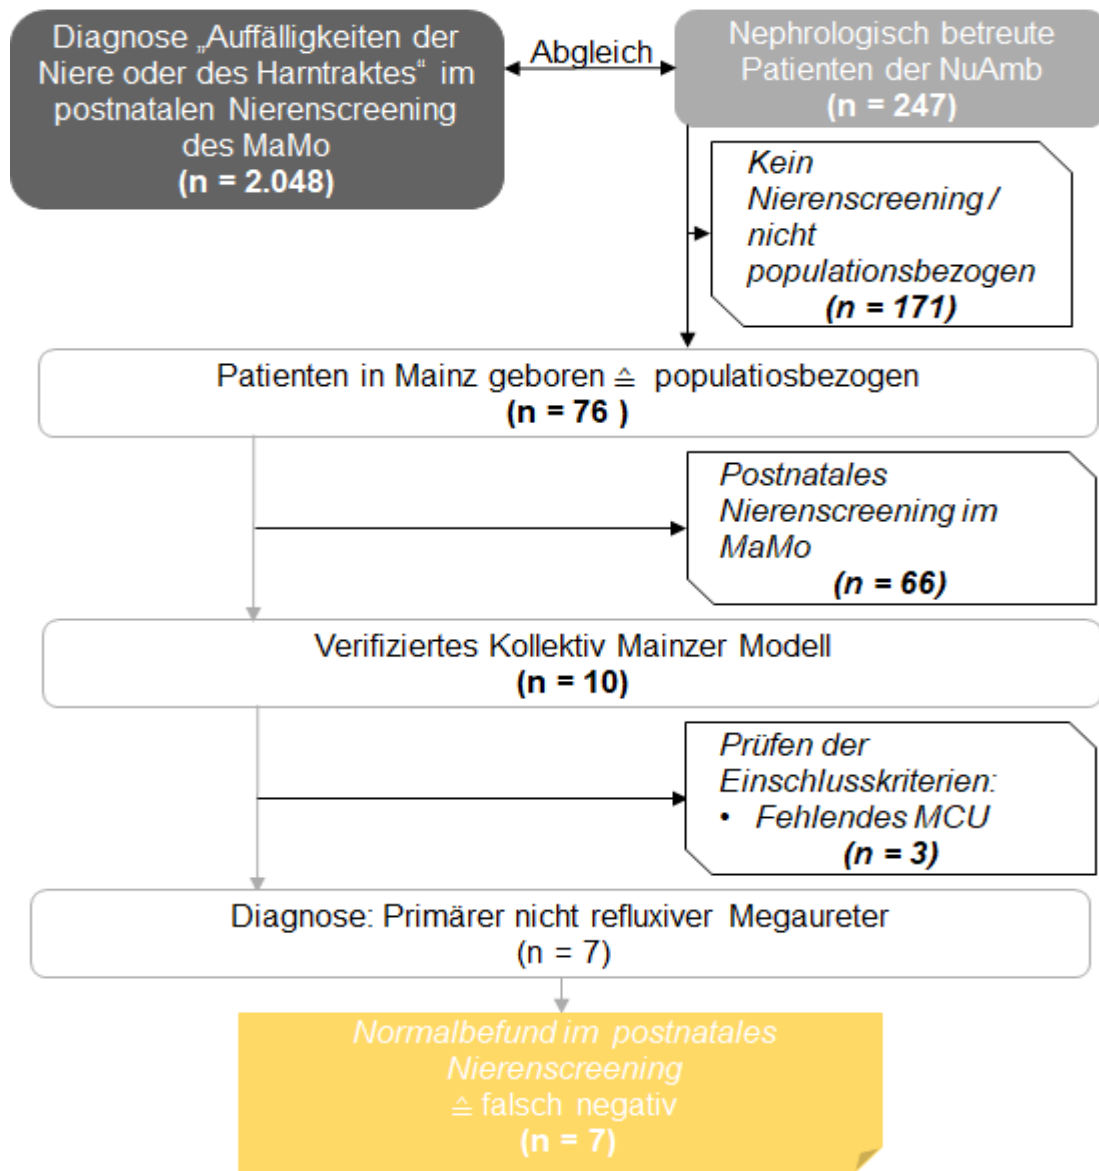 Diagnose „Auffälligkeiten der
Niere oder des Harntraktes“ im
postnatalen Nierenscreening
des MaMo
(n = 2.048)
Abgleich
Nephrologisch betreute
Patienten der NuAmb
(n = 247)
Kein
Nierenscreening /
nicht
populationsbezogen
(n = 171)
Patienten in Mainz geboren ≙ populatiosbezogen
(n = 76 )
Postnatales
Nierenscreening im
MaMo
(n = 66)
Verifiziertes Kollektiv Mainzer Modell
(n = 10)
Prüfen der
Einschlusskriterien:
• Fehlendes MCU
(n = 3)
Diagnose: Primärer nicht refluxiver Megaureter
(n = 7)
Normalbefund im postnatales
Nierenscreening
≙ falsch negativ
(n = 7)